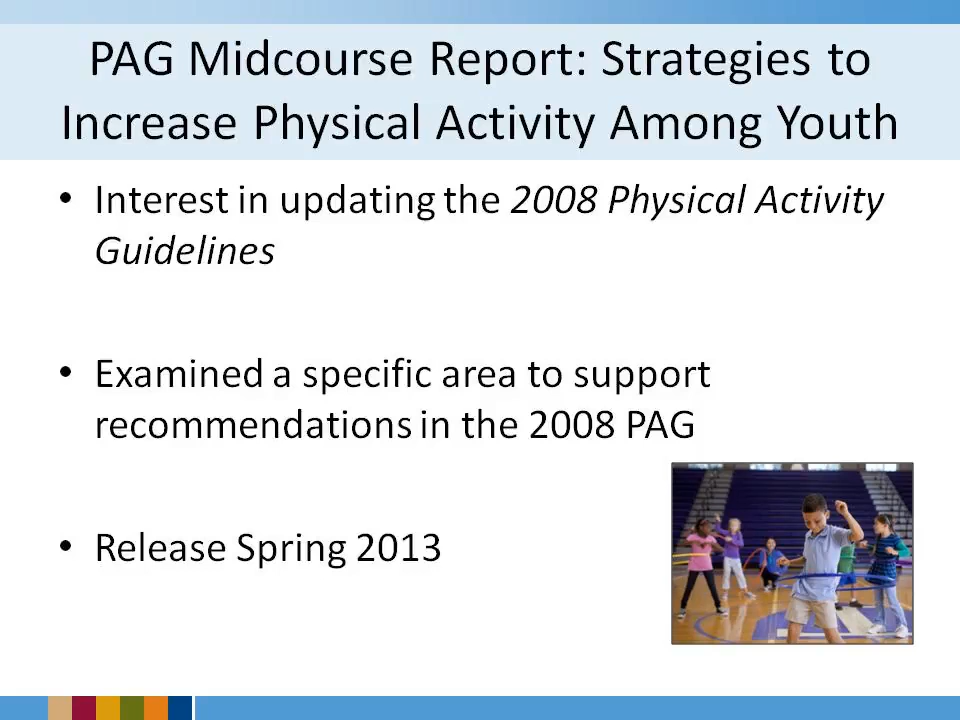 PAG Midcourse Report: Strategies to
Increase Physical Activity Among Youth
• Interest in updating the 2008 Physical Activity
Guidelines
• Examined a specific area to support
recommendations in the 2008 PAG
• Release Spring 2013